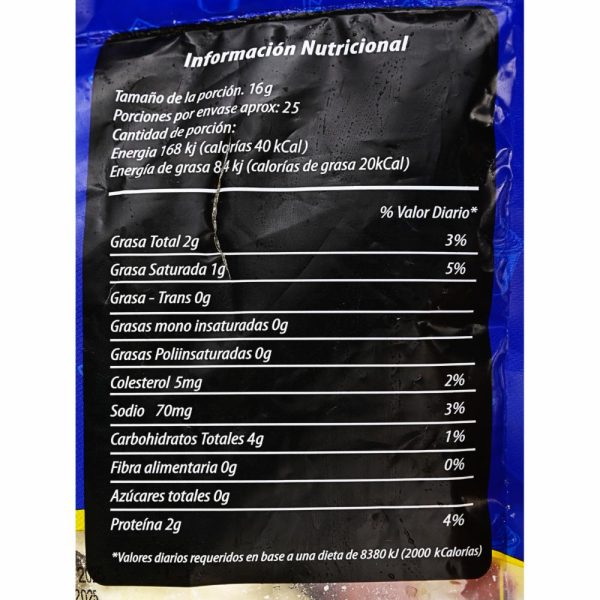 Información Nutricional
Tamaño de la porción. 16g
Porciones por envase aprox: 25
Cantidad de porción:
Energia 168 kj (calorías 40 kCal)
Energía de grasa 84 kj (calorías de grasa 20kCal)
% Valor Diario*
Grasa Total 2g 3%
Grasa Saturada 1g 5%
Grasa - Trans 0g
Grasas mono insaturadas 0g
Grasas Poliinsaturadas 0g
Colesterol 5mg 2%
Sodio 70mg 3%
Carbohidratos Totales 4g 1%
Fibra alimentaria 0g 0%
Azúcares totales 0g
Proteína 2g 4%
*Valores diarios requeridos en base a una dieta de 8380 kJ (2000 kCalorías)
2025